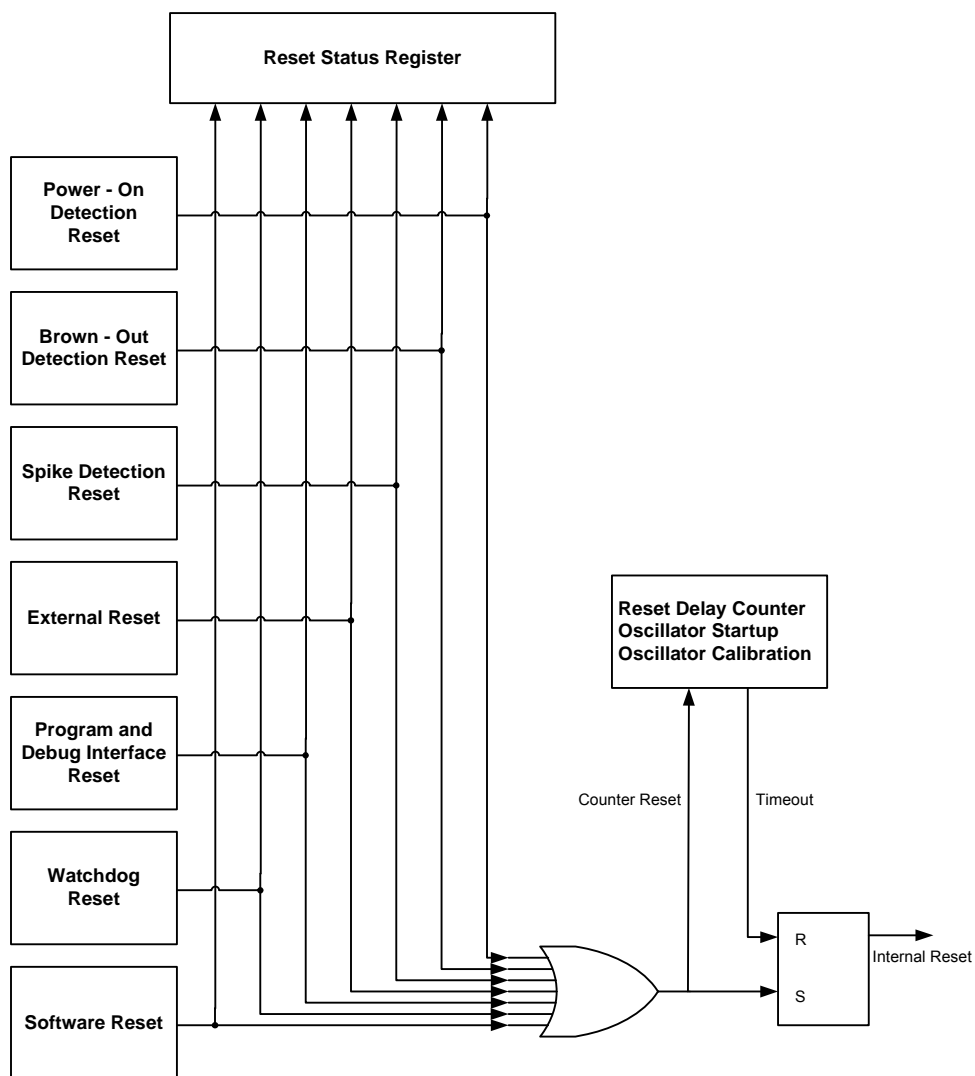 Reset Status Register
Power - On
Detection
Reset
Brown - Out
Detection Reset
Spike Detection
Reset
External Reset
Program and
Debug Interface
Reset
Watchdog
Reset
Software Reset
Reset Delay Counter
Oscillator Startup
Oscillator Calibration
Counter Reset
Timeout
R
S
Internal Reset